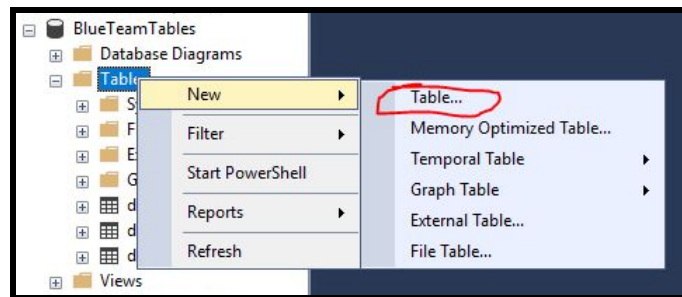 BlueTeamTables
Database Diagrams
New
Filter
Start PowerShell
Reports
Refresh
Table...
Memory Optimized Table...
Temporal Table
Graph Table
External Table...
File Table...
Views